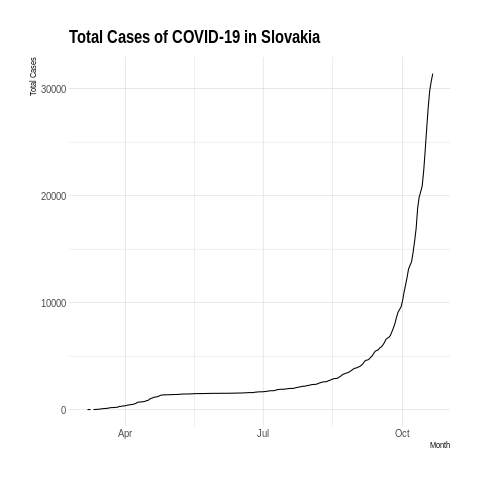 Total Cases of COVID-19 in Slovakia
Total Cases
30000
20000
10000
0
Apr
Jul
Oct
Month